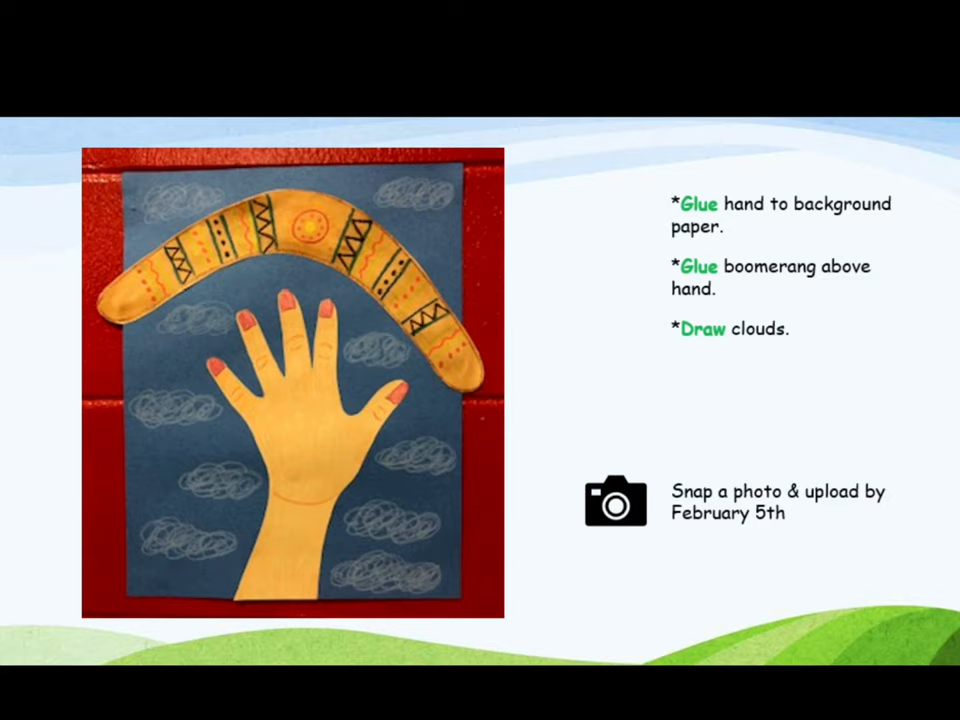 *Glue hand to background
paper.
*Glue boomerang above
hand.
*Draw clouds.
Snap a photo & upload by
February 5th